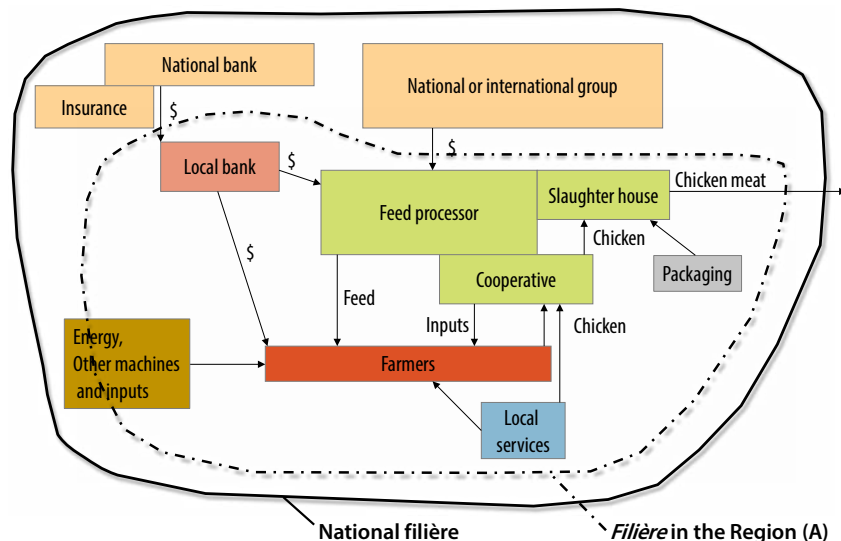 National bank
National or international group
Insurance
$
$
Local bank
$
Feed processor
Slaughter house
Chicken meat
$
Chicken
Cooperative
Packaging
Feed
Inputs
Chicken
Energy,
Other machines
and inputs
Farmers
Local
services
National filière
Filière in the Region (A)